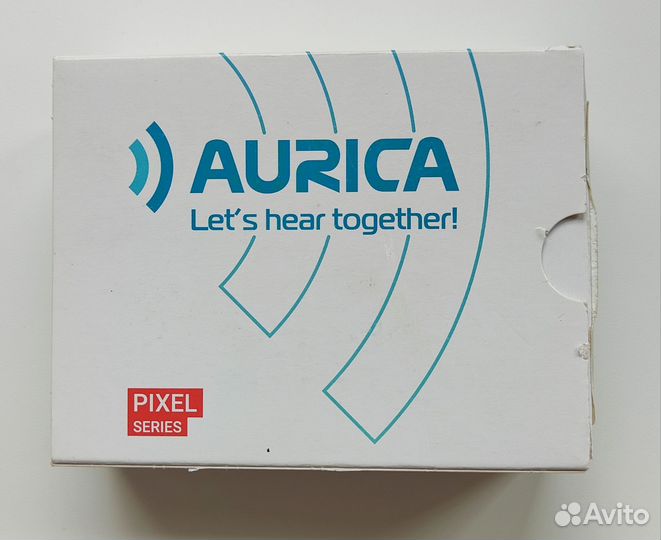 AURICA
Let's hear together!
PIXEL
SERIES
Avito